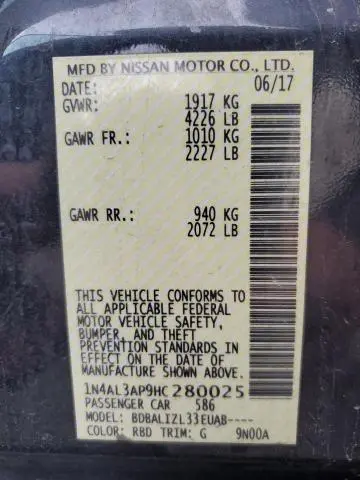 MFD BY NISSAN MOTOR CO., LTD.
DATE: 06/17
GVWR: 1917 KG
4226 LB
GAWR FR.: 1010 KG
2227 LB
GAWR RR.: 940 KG
2072 LB
THIS VEHICLE CONFORMS TO
ALL APPLICABLE FEDERAL
MOTOR VEHICLE SAFETY,
BUMPER, AND THEFT
PREVENTION STANDARDS IN
EFFECT ON THE DATE OF
MANUFACTURE SHOWN ABOVE.
1N4AL3AP9HC280025
PASSENGER CAR 586
MODEL: BDBALIZL33EUAB----
COLOR: RBD TRIM: G 9N00A